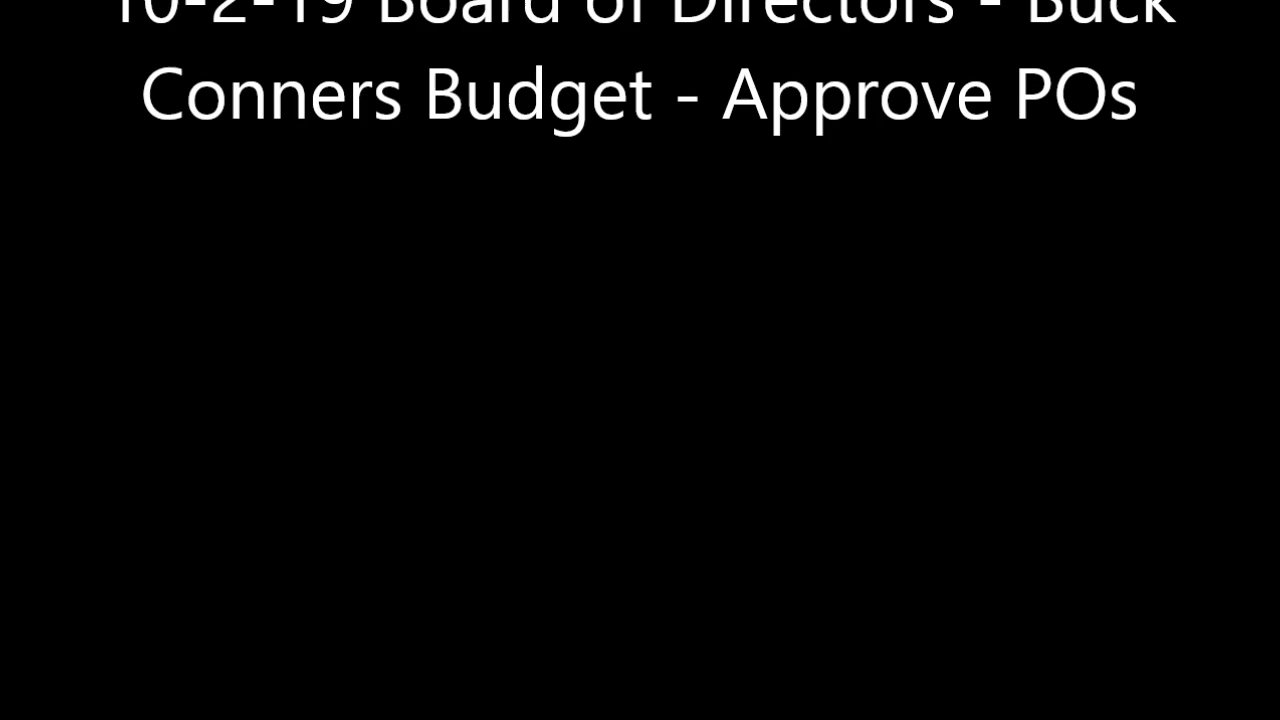 10-2-19 Board of Directors - Buck
Conners Budget - Approve POs